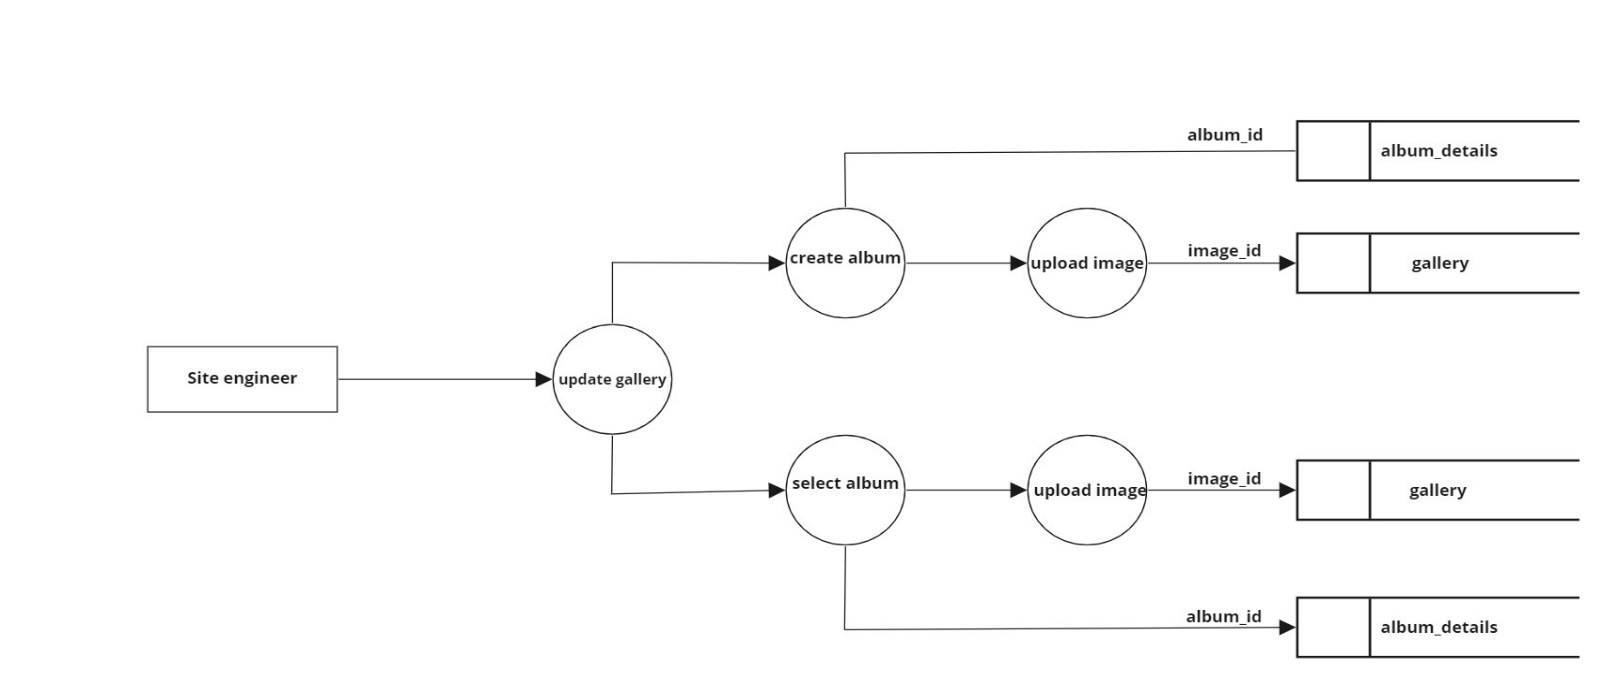 album_id
album_details
create album
upload image
image_id
gallery
Site engineer
update gallery
select album
upload image
image_id
gallery
album_id
album_details